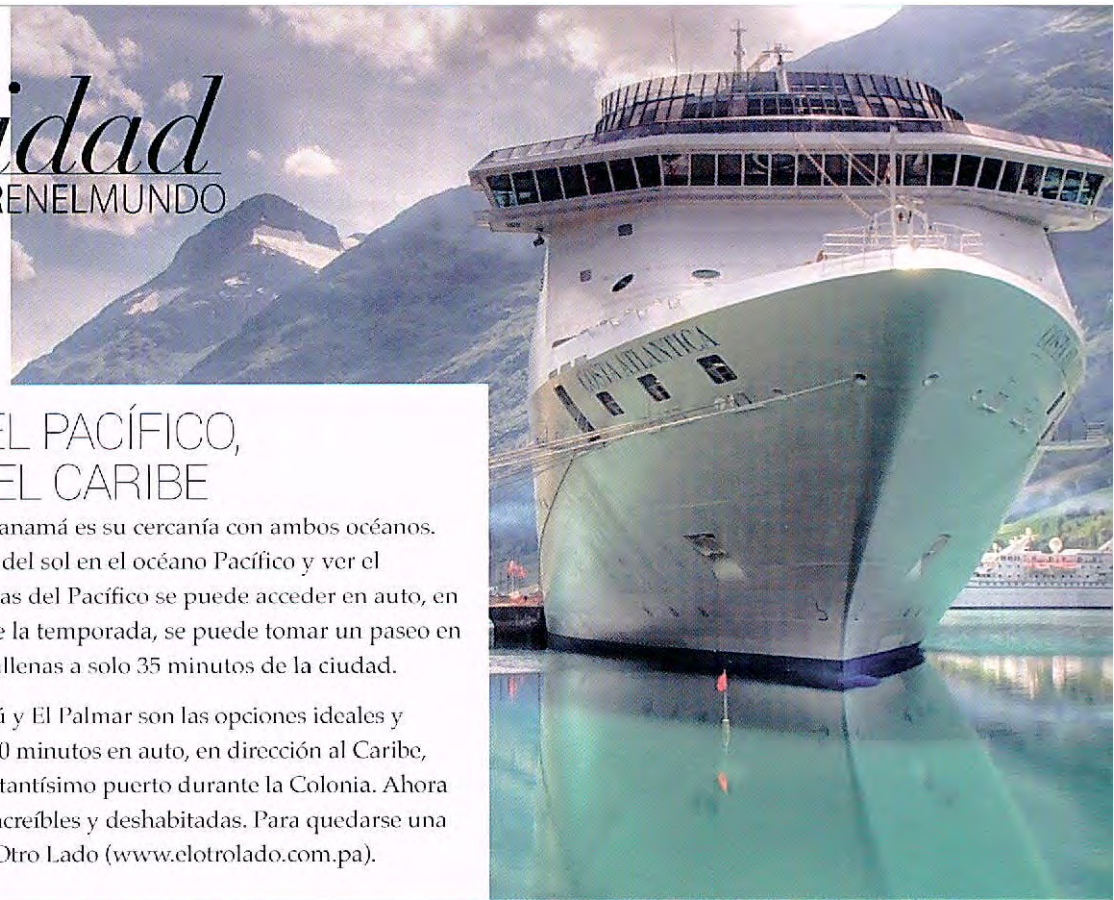 idad
RENELMUNDO
EL PACÍFICO,
EL CARIBE
anamá es su cercanía con ambos océanos.
del sol en el océano Pacífico y ver el
as del Pacífico se puede acceder en auto, en
e la temporada, se puede tomar un paseo en
llenas a solo 35 minutos de la ciudad.
ú y El Palmar son las opciones ideales y
0 minutos en auto, en dirección al Caribe,
tantísimo puerto durante la Colonia. Ahora
ncreíbles y deshabitadas. Para quedarse una
Otro Lado (www.elotrolado.com.pa).
COSTA ATLANTICA